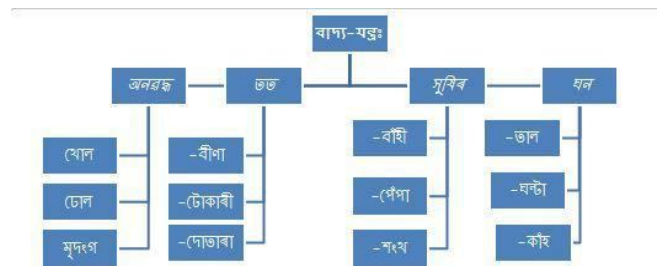 বাদ্য-যন্ত্ৰঃ
অনৱদ্ধ
তত
সুষিৰ
ঘন
খোল
ঢোল
মৃদংগ
-বীণা
-টোকাৰী
-দোতাৰা
-বাঁহী
-পেঁপা
-শংখ
-তাল
-ঘন্টা
-কাঁহ